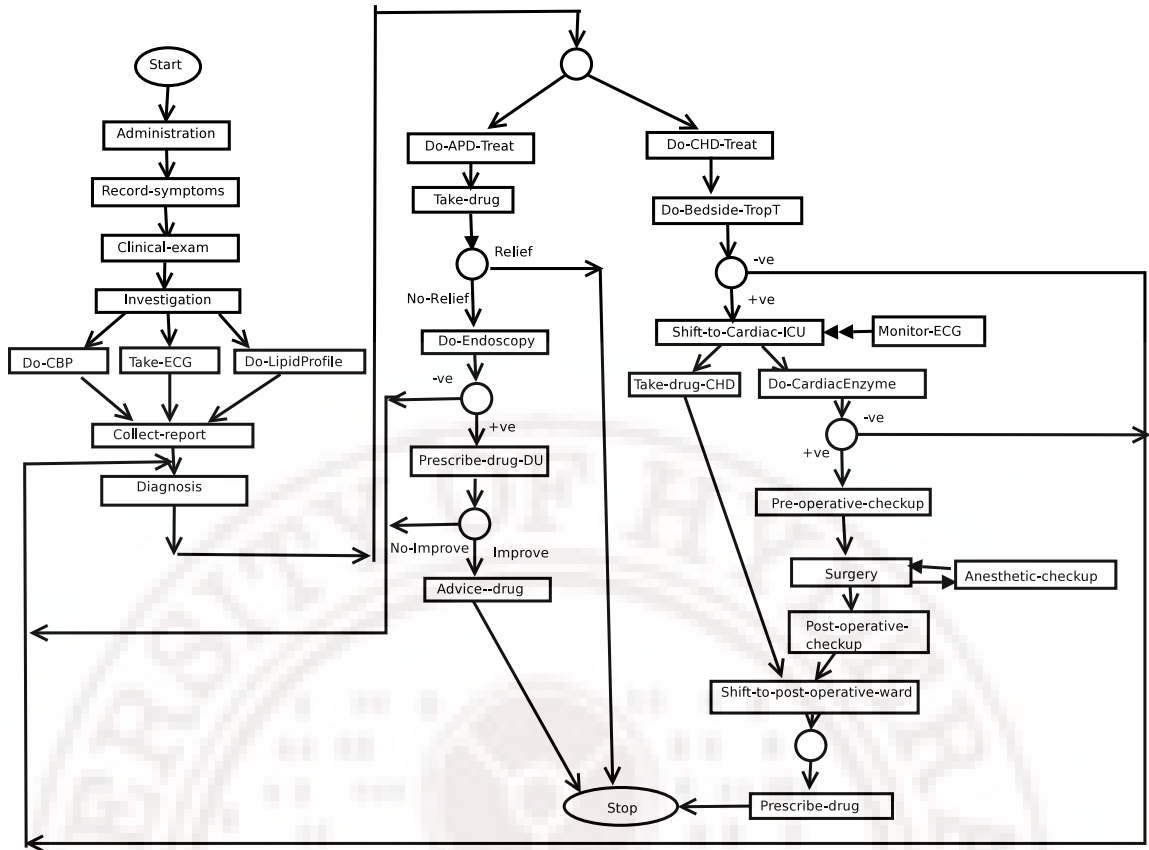 Start
Administration
Record-symptoms
Clinical-exam
Investigation
Do-CBP
Take-ECG
Do-LipidProfile
Collect-report
Diagnosis
Do-APD-Treat
Take-drug
Relief
No-Relief
Do-Endoscopy
-ve
+ve
Prescribe-drug-DU
No-Improve
Improve
Advice--drug
Do-CHD-Treat
Do-Bedside-TropT
-ve
+ve
Shift-to-Cardiac-ICU
Monitor-ECG
Take-drug-CHD
Do-CardiacEnzyme
-ve
+ve
Pre-operative-checkup
Surgery
Anesthetic-checkup
Post-operative-
checkup
Shift-to-post-operative-ward
Prescribe-drug
Stop